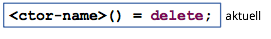 <ctor-name>() = delete; aktuell